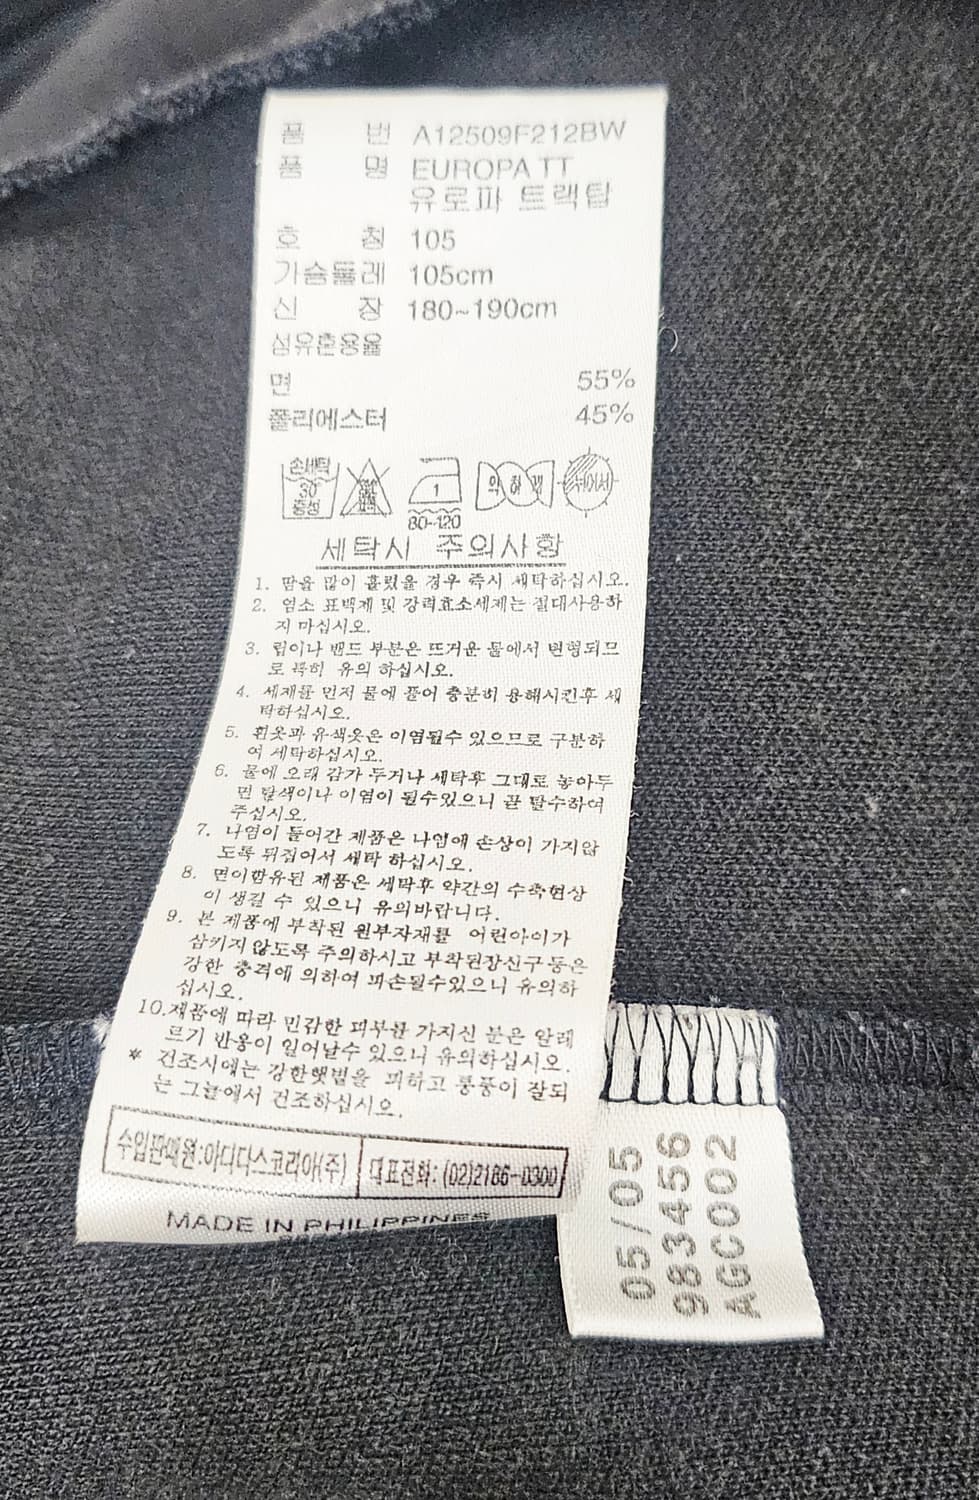 품 번 A12509F212BW
품 명 EUROPA TT
유로파 트랙탑
호 칭 105
가슴둘레 105cm
신 장 180~190cm
섬유혼용율
면 55%
폴리에스터 45%
손세탁
30
중성
염소
표백
1
80~120
약하게
뉘어서
세탁시 주의사항
1. 땀을 많이 흘렸을 경우 즉시 세탁하십시오.
2. 염소 표백제 및 강력효소세제는 절대사용하
지 마십시오.
3. 립이나 밴드 부분은 뜨거운 물에서 변형되므
로 특히 유의 하십시오.
4. 세재를 먼저 물에 풀어 충분히 용해시킨후 세
탁하십시오.
5. 흰옷과 유색옷은 이염될수 있으므로 구분하
여 세탁하십시오.
6. 물에 오래 담가 두거나 세탁후 그대로 놓아두
면 탈색이나 이염이 될수있으니 곧 탈수하여
주십시오.
7. 나염이 들어간 제품은 나염에 손상이 가지않
도록 뒤집어서 세탁 하십시오.
8. 면이함유된 제품은 세탁후 약간의 수축현상
이 생길 수 있으니 유의바랍니다.
9. 본 제품에 부착된 원부자재를 어린아이가
삼키지않도록 주의하시고 부착된장신구등은
강한 충격에 의하여 파손될수있으니 유의하
십시오.
10.제품에 따라 민감한 피부를 가지신 분은 알레
르기 반응이 일어날수 있으니 유의하십시오.
* 건조시에는 강한햇볕을 피하고 통풍이 잘되
는 그늘에서 건조하십시오.
수입판매원:아디다스코리아(주) 대표전화: (02)2186-0300
MADE IN PHILIPPINES
05/05
983456
AGC002